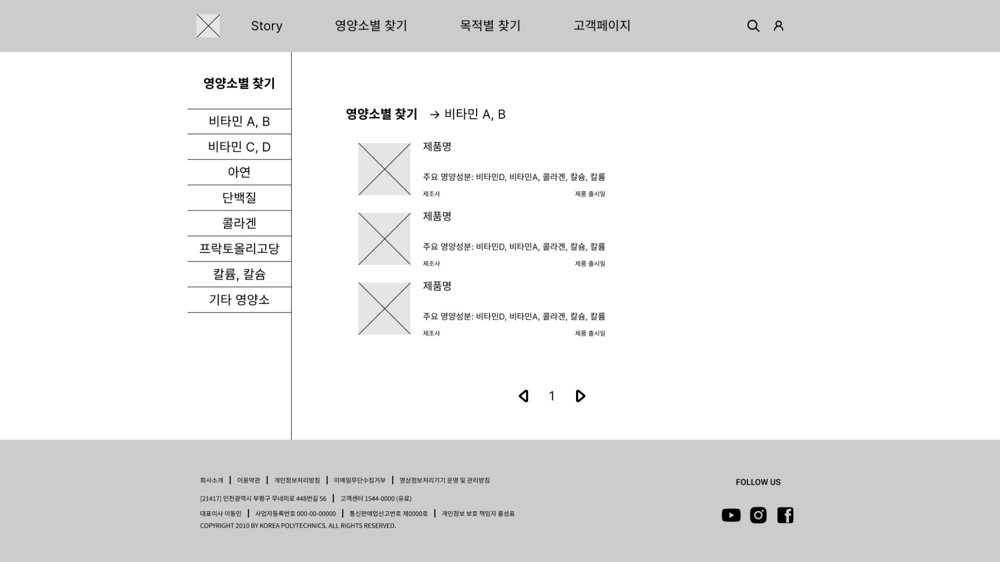 Story 영양소별 찾기 목적별 찾기 고객페이지
영양소별 찾기
비타민 A, B
비타민 C, D
아연
단백질
콜라겐
프락토올리고당
칼륨, 칼슘
기타 영양소
영양소별 찾기 → 비타민 A, B
제품명
주요 영양성분: 비타민D, 비타민A, 콜라겐, 칼슘, 칼륨
제조사 제품 출시일
제품명
주요 영양성분: 비타민D, 비타민A, 콜라겐, 칼슘, 칼륨
제조사 제품 출시일
제품명
주요 영양성분: 비타민D, 비타민A, 콜라겐, 칼슘, 칼륨
제조사 제품 출시일
1
회사소개 | 이용약관 | 개인정보처리방침 | 이메일무단수집거부 | 영상정보처리기기 운영 및 관리방침
[21417] 인천광역시 부평구 무네미로 448번길 56 | 고객센터 1544-0000 (유료)
대표이사 이동민 | 사업자등록번호 000-00-00000 | 통신판매업신고번호 제0000호 | 개인정보 보호 책임자 홍성표
COPYRIGHT 2010 BY KOREA POLYTECHNICS. ALL RIGHTS RESERVED.
FOLLOW US